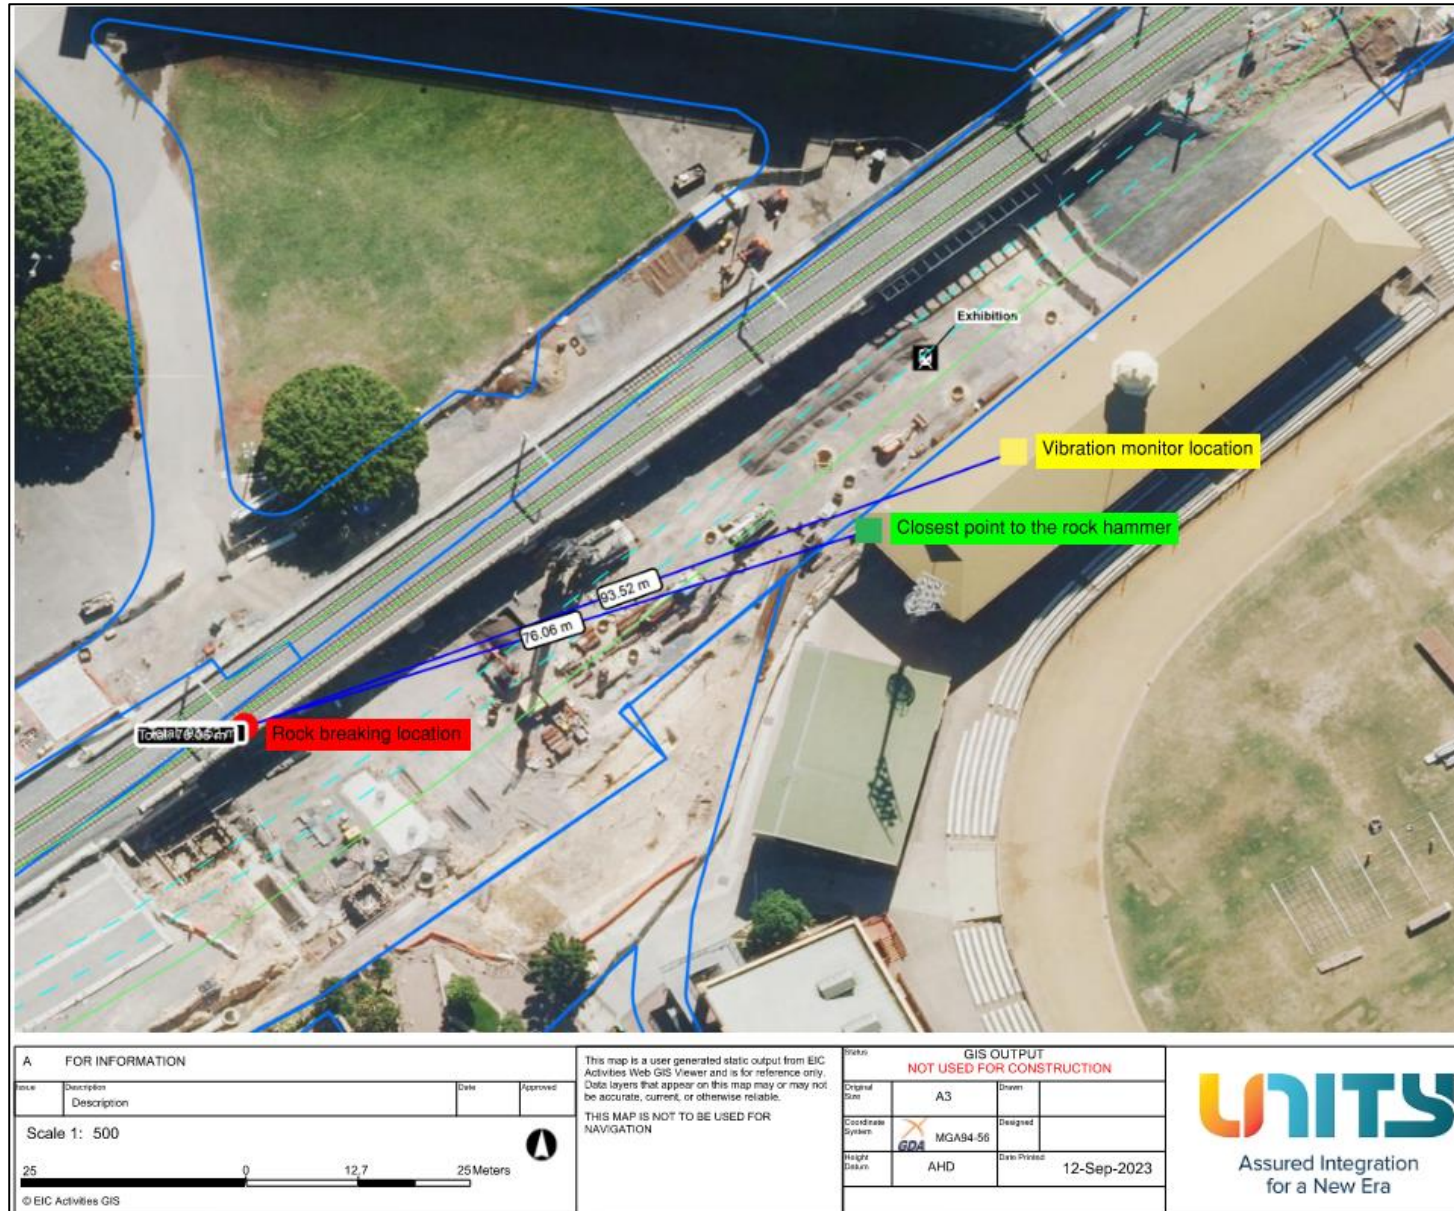 Exhibition
Vibration monitor location
Closest point to the rock hammer
93.52 m
76.06 m
Rock breaking location
A FOR INFORMATION
Issue
Description
Description
Date
Approved
Scale 1: 500
25
0
12.7
25 Meters
© EIC Activities GIS
This map is a user generated static output from EIC
Activities Web GIS Viewer and is for reference only.
Data layers that appear on this map may or may not
be accurate, current, or otherwise reliable.
THIS MAP IS NOT TO BE USED FOR
NAVIGATION
Status
GIS OUTPUT
NOT USED FOR CONSTRUCTION
Original
Size
A3
Drawn
Coordinate
System
GDA
MGA94-56
Designed
Height
Datum
AHD
Date Printed
12-Sep-2023
UNITY
Assured Integration
for a New Era